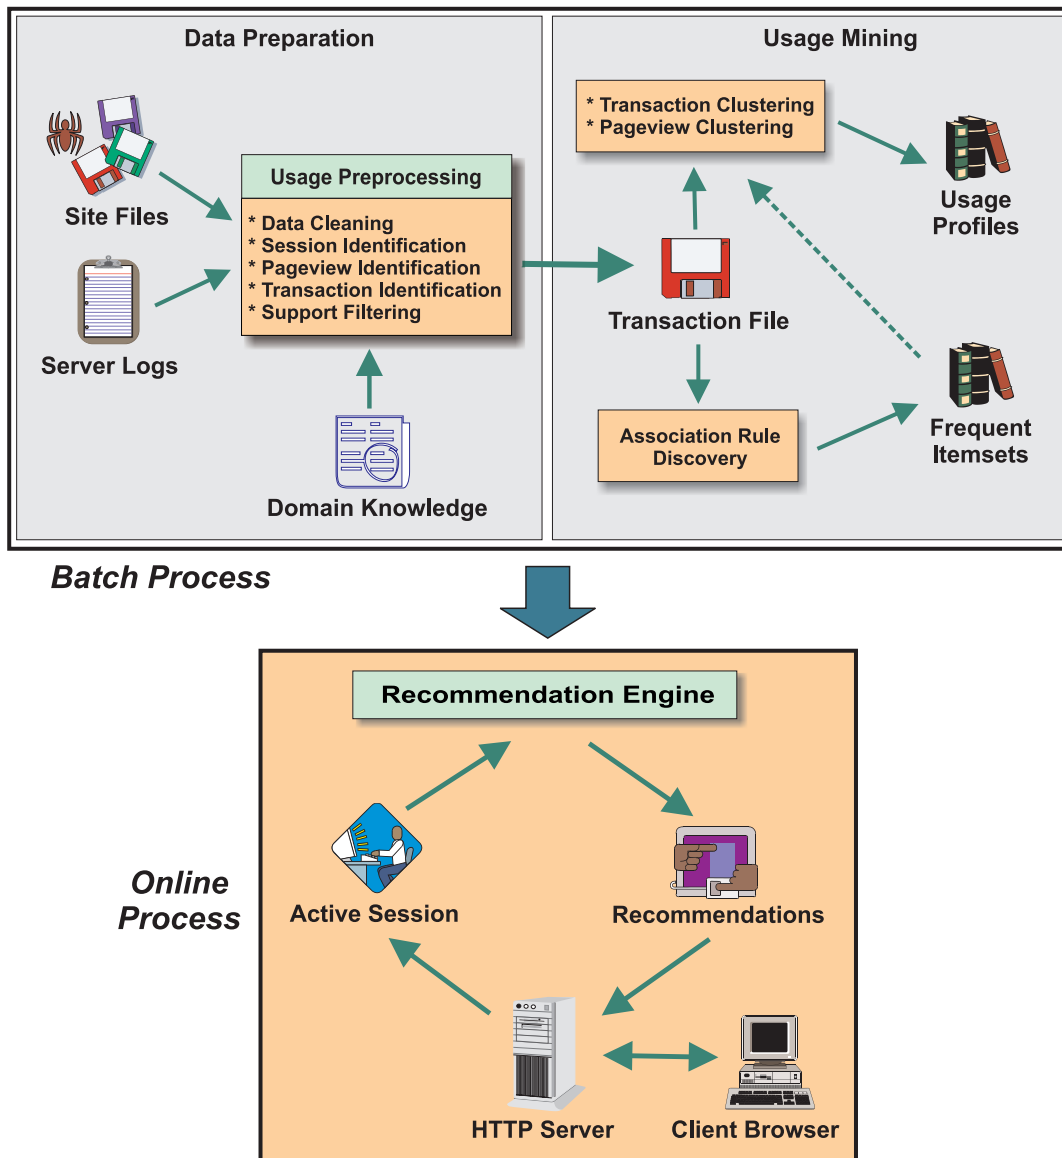 Data Preparation
Site Files
Server Logs
Usage Preprocessing
* Data Cleaning
* Session Identification
* Pageview Identification
* Transaction Identification
* Support Filtering
Domain Knowledge
Usage Mining
* Transaction Clustering
* Pageview Clustering
Usage
Profiles
Transaction File
Association Rule
Discovery
Frequent
Itemsets
Batch Process
Recommendation Engine
Online
Process
Active Session
Recommendations
HTTP Server
Client Browser